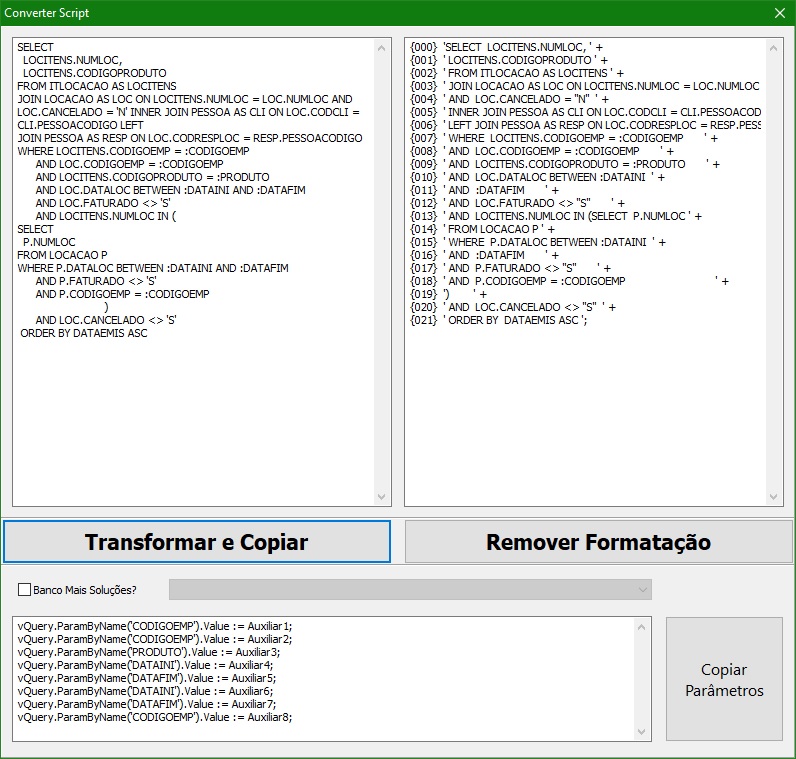 Converter Script
SELECT
LOCITENS.NUMLOC,
LOCITENS.CODIGOPRODUTO
FROM ITLOCACAO AS LOCITENS
JOIN LOCACAO AS LOC ON LOCITENS.NUMLOC = LOC.NUMLOC AND
LOC.CANCELADO = 'N' INNER JOIN PESSOA AS CLI ON LOC.CODCLI =
CLI.PESSOACODIGO LEFT
JOIN PESSOA AS RESP ON LOC.CODRESPLOC = RESP.PESSOACODIGO
WHERE LOCITENS.CODIGOEMP = :CODIGOEMP
AND LOC.CODIGOEMP = :CODIGOEMP
AND LOCITENS.CODIGOPRODUTO = :PRODUTO
AND LOC.DATALOC BETWEEN :DATAINI AND :DATAFIM
AND LOC.FATURADO <> 'S'
AND LOCITENS.NUMLOC IN (
SELECT
P.NUMLOC
FROM LOCACAO P
WHERE P.DATALOC BETWEEN :DATAINI AND :DATAFIM
AND P.FATURADO <> 'S'
AND P.CODIGOEMP = :CODIGOEMP
)
AND LOC.CANCELADO <> 'S'
ORDER BY DATAEMIS ASC
{000} 'SELECT LOCITENS.NUMLOC, ' +
{001} ' LOCITENS.CODIGOPRODUTO ' +
{002} ' FROM ITLOCACAO AS LOCITENS ' +
{003} ' JOIN LOCACAO AS LOC ON LOCITENS.NUMLOC = LOC.NUMLOC
{004} ' AND LOC.CANCELADO = "N" ' +
{005} ' INNER JOIN PESSOA AS CLI ON LOC.CODCLI = CLI.PESSOACOD
{006} ' LEFT JOIN PESSOA AS RESP ON LOC.CODRESPLOC = RESP.PESS
{007} ' WHERE LOCITENS.CODIGOEMP = :CODIGOEMP ' +
{008} ' AND LOC.CODIGOEMP = :CODIGOEMP ' +
{009} ' AND LOCITENS.CODIGOPRODUTO = :PRODUTO ' +
{010} ' AND LOC.DATALOC BETWEEN :DATAINI ' +
{011} ' AND :DATAFIM ' +
{012} ' AND LOC.FATURADO <> "S" ' +
{013} ' AND LOCITENS.NUMLOC IN (SELECT P.NUMLOC ' +
{014} ' FROM LOCACAO P ' +
{015} ' WHERE P.DATALOC BETWEEN :DATAINI ' +
{016} ' AND :DATAFIM ' +
{017} ' AND P.FATURADO <> "S" ' +
{018} ' AND P.CODIGOEMP = :CODIGOEMP ' +
{019} ') ' +
{020} ' AND LOC.CANCELADO <> "S" ' +
{021} ' ORDER BY DATAEMIS ASC ';
Transformar e Copiar
Remover Formatação
Banco Mais Soluções?
vQuery.ParamByName('CODIGOEMP').Value := Auxiliar1;
vQuery.ParamByName('CODIGOEMP').Value := Auxiliar2;
vQuery.ParamByName('PRODUTO').Value := Auxiliar3;
vQuery.ParamByName('DATAINI').Value := Auxiliar4;
vQuery.ParamByName('DATAFIM').Value := Auxiliar5;
vQuery.ParamByName('DATAINI').Value := Auxiliar6;
vQuery.ParamByName('DATAFIM').Value := Auxiliar7;
vQuery.ParamByName('CODIGOEMP').Value := Auxiliar8;
Copiar
Parâmetros